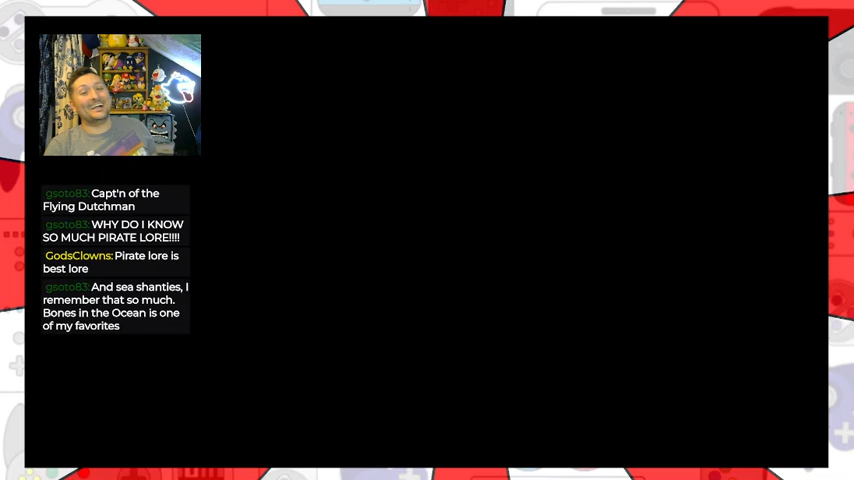 gsoto83: Capt'n of the
Flying Dutchman
gsoto83: WHY DO I KNOW
SO MUCH PIRATE LORE!!!!
GodsClowns: Pirate lore is
best lore
gsoto83: And sea shanties, I
remember that so much.
Bones in the Ocean is one
of my favorites